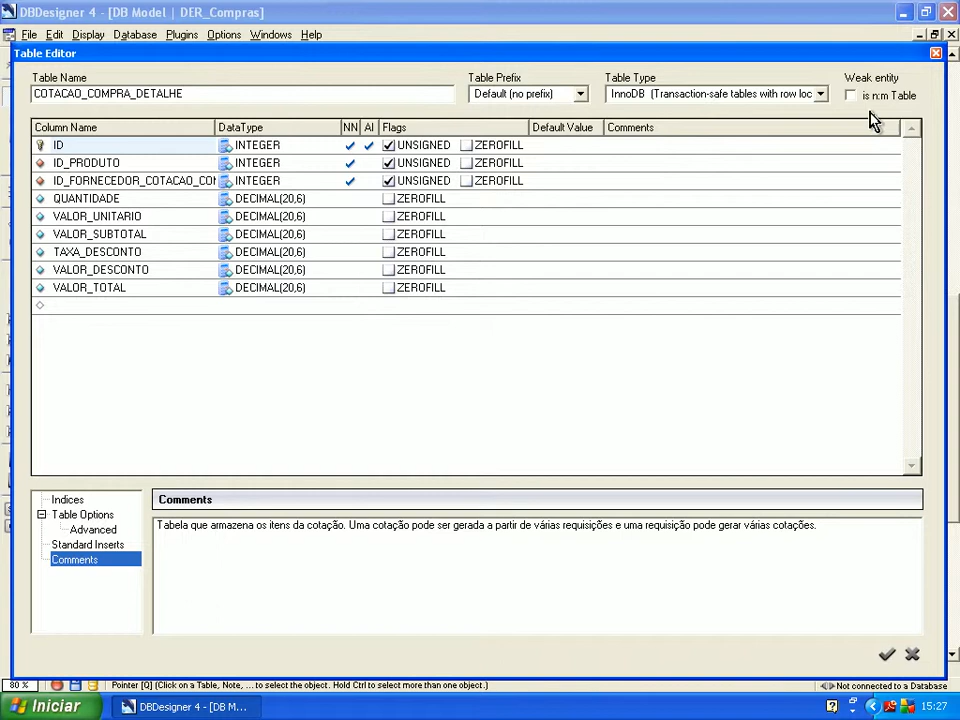 DBDesigner 4 - [DB Model | DER_Compras]
File Edit Display Database Plugins Options Windows Help
Table Editor
Table Name Table Prefix Table Type Weak entity
COTACAO_COMPRA_DETALHE Default (no prefix) InnoDB (Transaction-safe tables with row loc is n:m Table
Column Name DataType NN AI Flags Default Value Comments
ID INTEGER UNSIGNED ZEROFILL
ID_PRODUTO INTEGER UNSIGNED ZEROFILL
ID_FORNECEDOR_COTACAO_CO INTEGER UNSIGNED ZEROFILL
QUANTIDADE DECIMAL(20,6) ZEROFILL
VALOR_UNITARIO DECIMAL(20,6) ZEROFILL
VALOR_SUBTOTAL DECIMAL(20,6) ZEROFILL
TAXA_DESCONTO DECIMAL(20,6) ZEROFILL
VALOR_DESCONTO DECIMAL(20,6) ZEROFILL
VALOR_TOTAL DECIMAL(20,6) ZEROFILL
Indices
Table Options
Advanced
Standard Inserts
Comments
Comments
Tabela que armazena os itens da cotação. Uma cotação pode ser gerada a partir de várias requisições e uma requisição pode gerar várias cotações.
80 % Pointer [Q] (Click on a Table, Note, ... to select the object. Hold Ctrl to select more than one object.) Not connected to a Database
Iniciar DBDesigner 4 - [DB M... 15:27